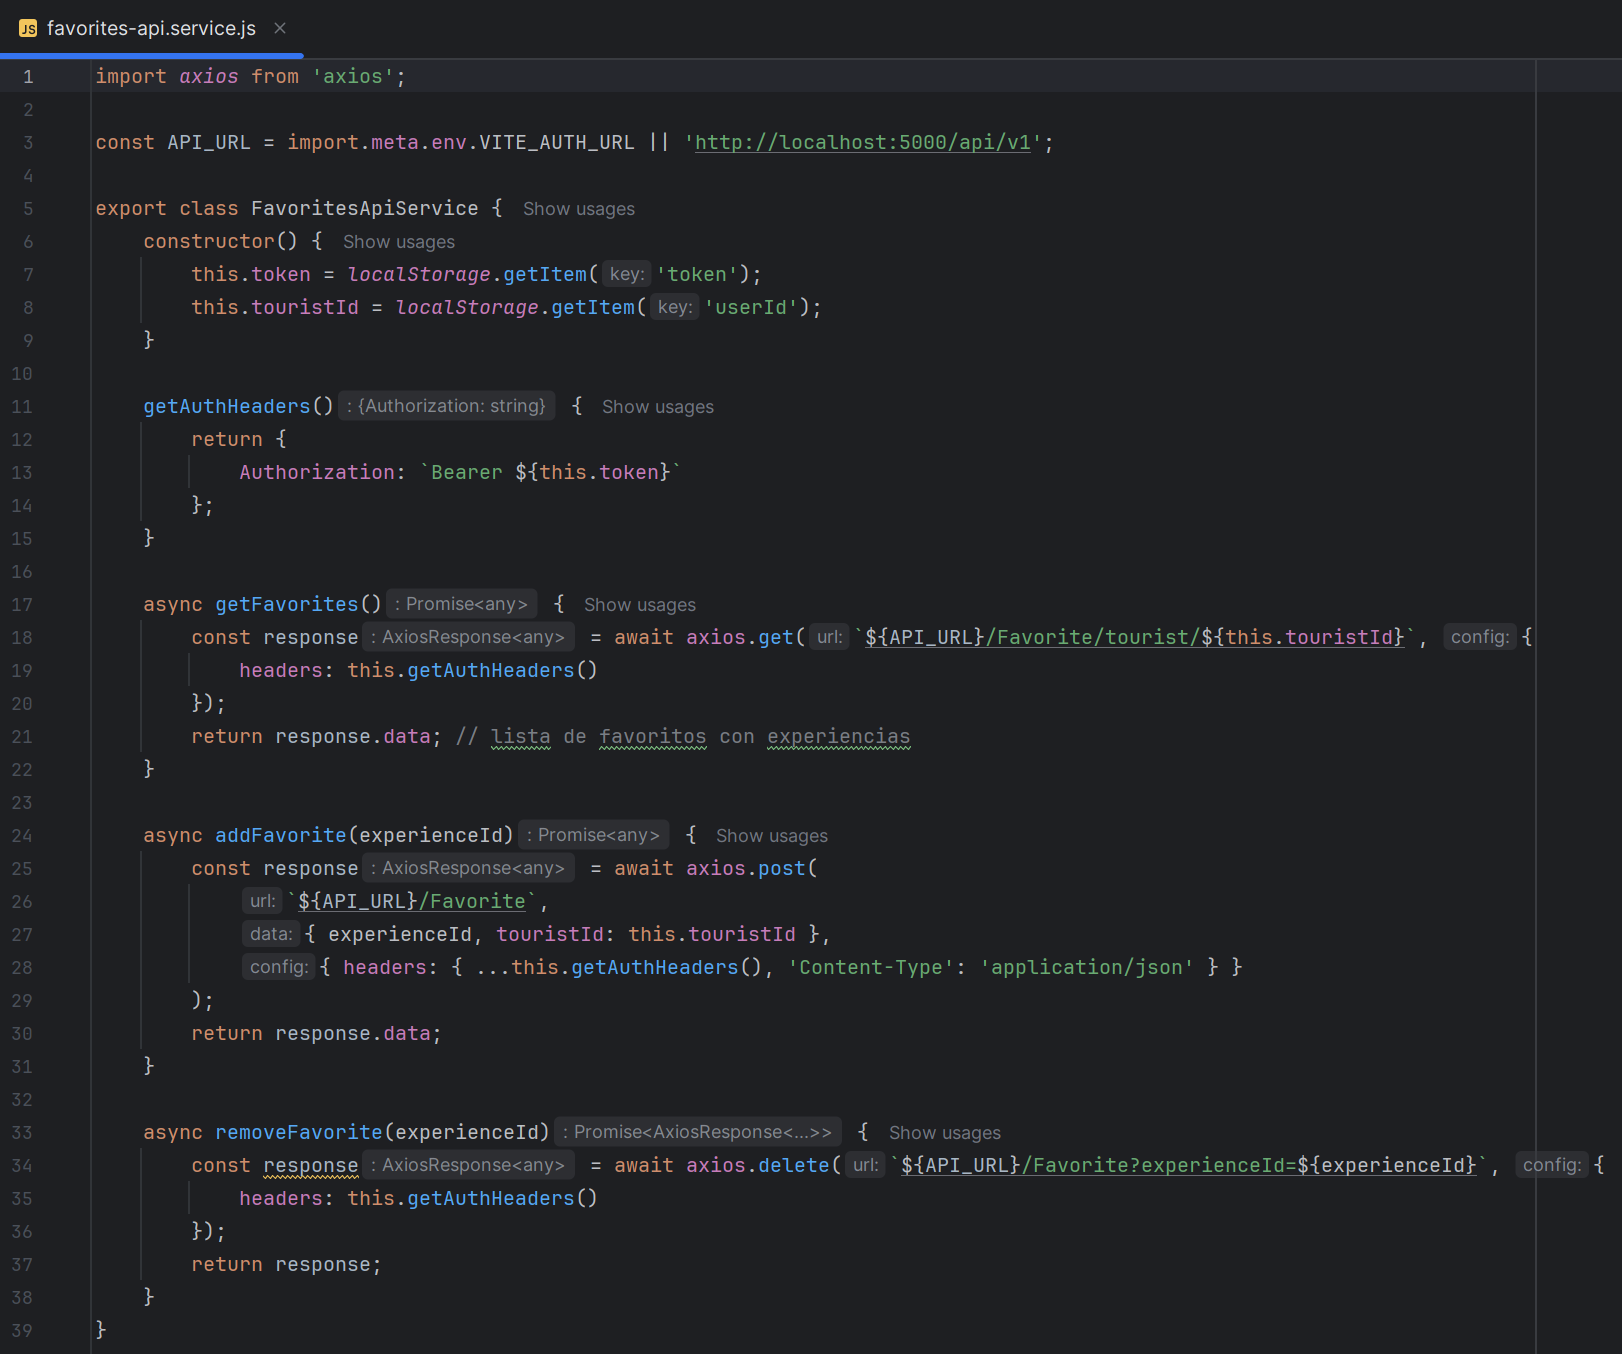 JS favorites-api.service.js ×
1 import axios from 'axios';
2
3 const API_URL = import.meta.env.VITE_AUTH_URL || 'http://localhost:5000/api/v1';
4
5 export class FavoritesApiService { Show usages
6 constructor() { Show usages
7 this.token = localStorage.getItem( key: 'token');
8 this.touristId = localStorage.getItem( key: 'userId');
9 }
10
11 getAuthHeaders() : {Authorization: string} { Show usages
12 return {
13 Authorization: `Bearer ${this.token}`
14 };
15 }
16
17 async getFavorites() : Promise<any> { Show usages
18 const response : AxiosResponse<any> = await axios.get( url: `${API_URL}/Favorite/tourist/${this.touristId}`, config: {
19 headers: this.getAuthHeaders()
20 });
21 return response.data; // lista de favoritos con experiencias
22 }
23
24 async addFavorite(experienceId) : Promise<any> { Show usages
25 const response : AxiosResponse<any> = await axios.post(
26 url: `${API_URL}/Favorite`,
27 data: { experienceId, touristId: this.touristId },
28 config: { headers: { ...this.getAuthHeaders(), 'Content-Type': 'application/json' } }
29 );
30 return response.data;
31 }
32
33 async removeFavorite(experienceId) : Promise<AxiosResponse<...>> { Show usages
34 const response : AxiosResponse<any> = await axios.delete( url: `${API_URL}/Favorite?experienceId=${experienceId}`, config: {
35 headers: this.getAuthHeaders()
36 });
37 return response;
38 }
39 }